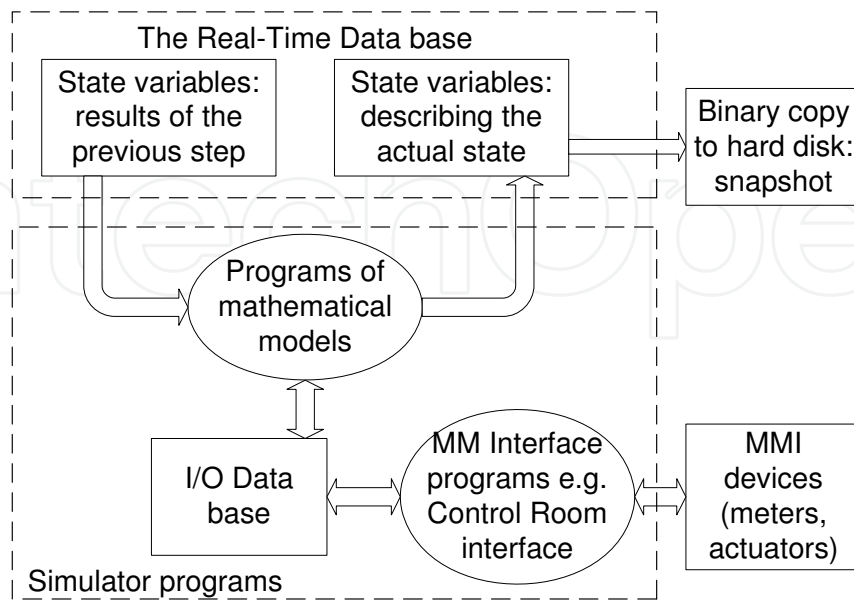 The Real-Time Data base
State variables:
results of the
previous step
State variables:
describing the
actual state
Binary copy
to hard disk:
snapshot
Programs of
mathematical
models
I/O Data
base
MM Interface
programs e.g.
Control Room
interface
MMI
devices
(meters,
actuators)
Simulator programs
ntechOpe